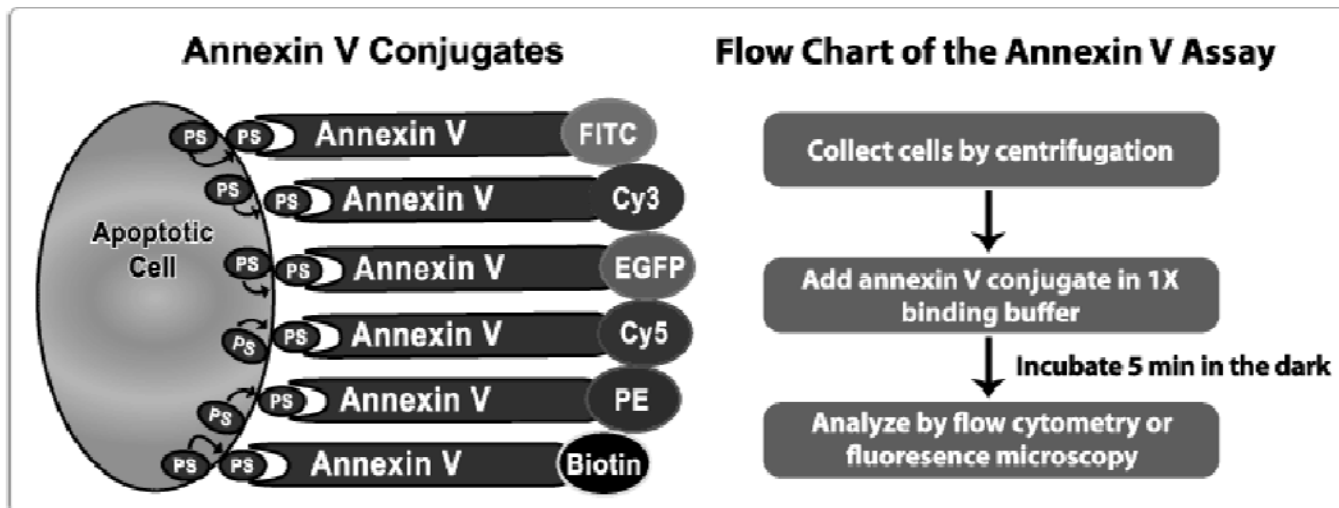 Annexin V Conjugates
PS PS Annexin V FITC
PS PS Annexin V Cy3
Apoptotic
Cell
PS PS Annexin V EGFP
PS PS Annexin V Cy5
PS PS Annexin V PE
PS PS Annexin V Biotin
Flow Chart of the Annexin V Assay
Collect cells by centrifugation
Add annexin V conjugate in 1X
binding buffer
Incubate 5 min in the dark
Analyze by flow cytometry or
fluoresence microscopy